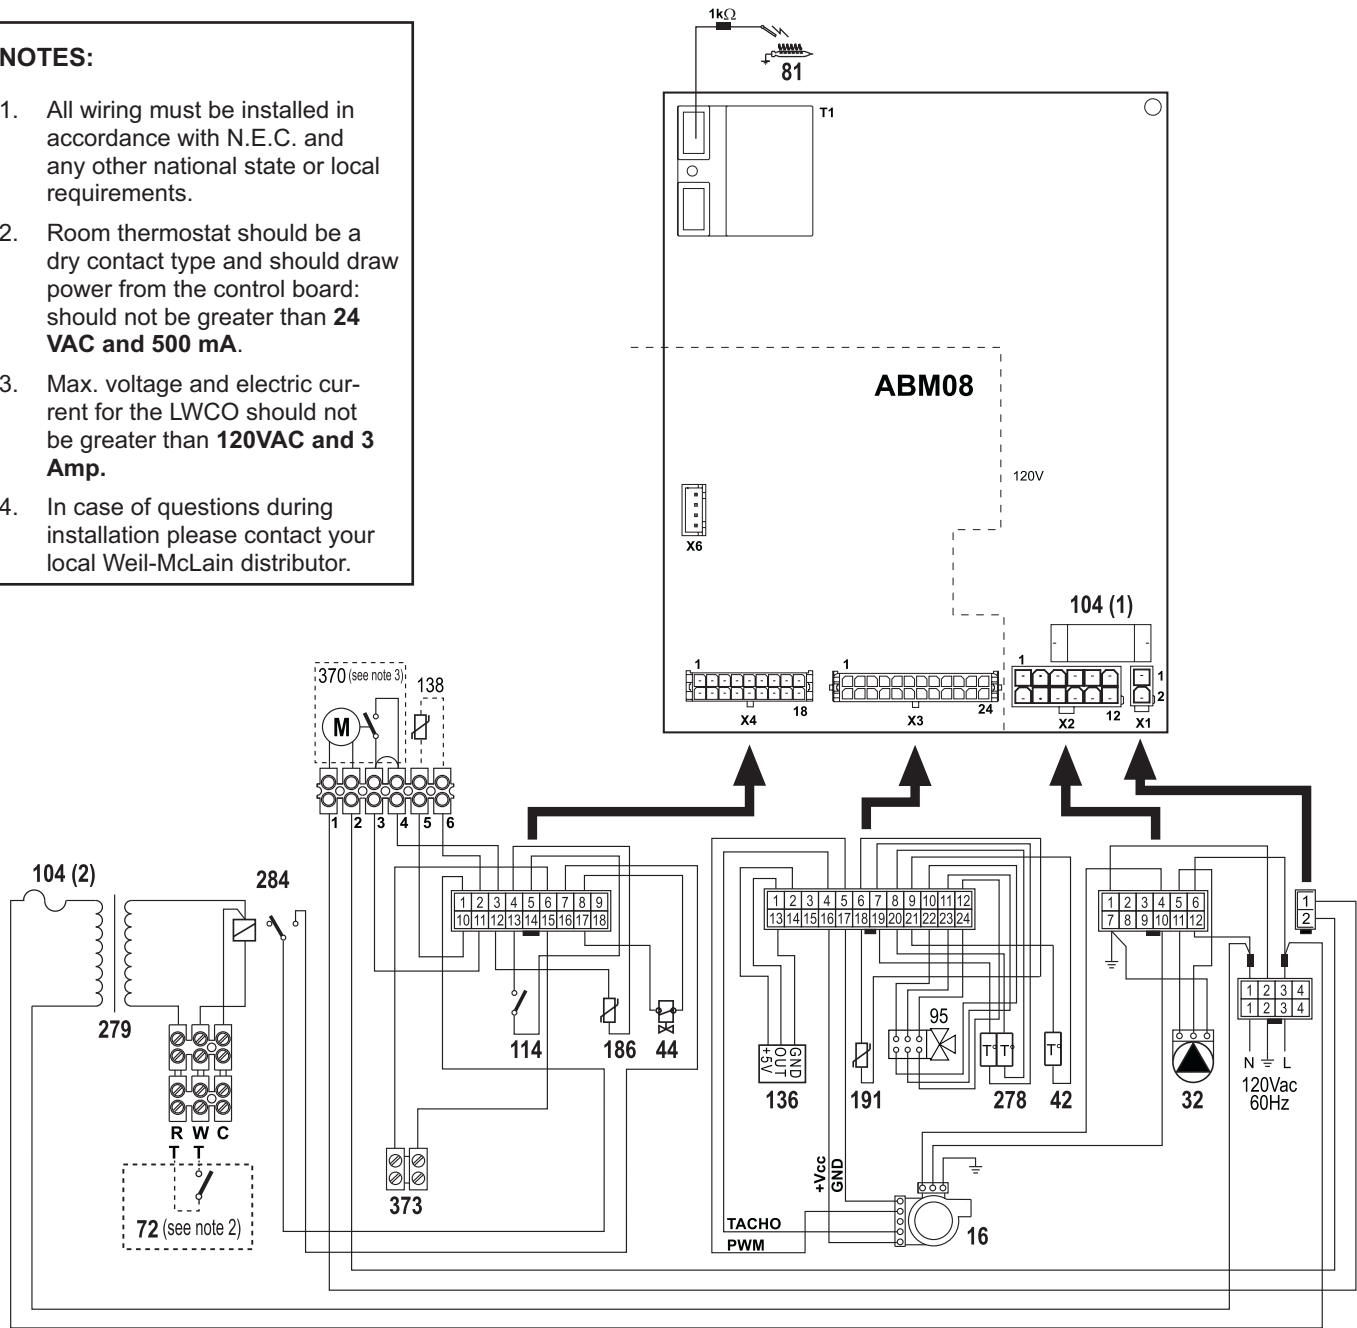 NOTES:
1. All wiring must be installed in
accordance with N.E.C. and
any other national state or local
requirements.
2. Room thermostat should be a
dry contact type and should draw
power from the control board:
should not be greater than 24
VAC and 500 mA.
3. Max. voltage and electric cur-
rent for the LWCO should not
be greater than 120VAC and 3
Amp.
4. In case of questions during
installation please contact your
local Weil-McLain distributor.
1kΩ
81
T1
ABM08
120V
X6
104 (1)
1
18
X4
1
24
X3
1
12
X2
1
2
X1
370 (see note 3)
138
M
1 2 3 4 5 6
104 (2)
284
279
R W C
T T
72 (see note 2)
1 2 3 4 5 6 7 8 9
10 11 12 13 14 15 16 17 18
114
186
44
373
1 2 3 4 5 6 7 8 9 10 11 12
13 14 15 16 17 18 19 20 21 22 23 24
+5V
OUT
GND
136
191
95
T° T°
278
T°
42
+Vcc
GND
TACHO
PWM
16
1 2 3 4 5 6
7 8 9 10 11 12
32
1
2
1 2 3 4
1 2 3 4
N L
120Vac
60Hz